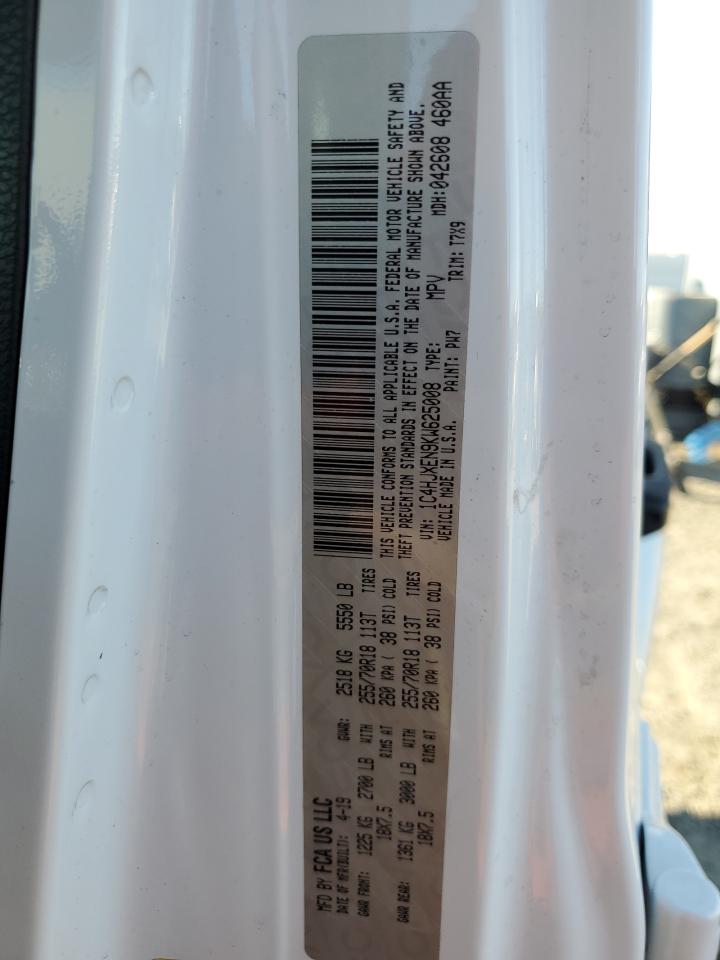 MFD BY FCA US LLC
DATE OF MFR(BUILT): 4-19 GVWR: 2518 KG 5550 LB
GAWR FRONT: 1225 KG 2700 LB WITH 255/70R18 113T TIRES
18X7.5 RIMS AT 260 KPA ( 38 PSI) COLD
GAWR REAR: 1361 KG 3000 LB WITH 255/70R18 113T TIRES
18X7.5 RIMS AT 260 KPA ( 38 PSI) COLD
THIS VEHICLE CONFORMS TO ALL APPLICABLE U.S.A. FEDERAL MOTOR VEHICLE SAFETY AND
THEFT PREVENTION STANDARDS IN EFFECT ON THE DATE OF MANUFACTURE SHOWN ABOVE.
VIN: 1C4HJXEN9KW625008 TYPE: MPV MDH:042608 460AA
VEHICLE MADE IN U.S.A. PAINT: PW7 TRIM: T7X9